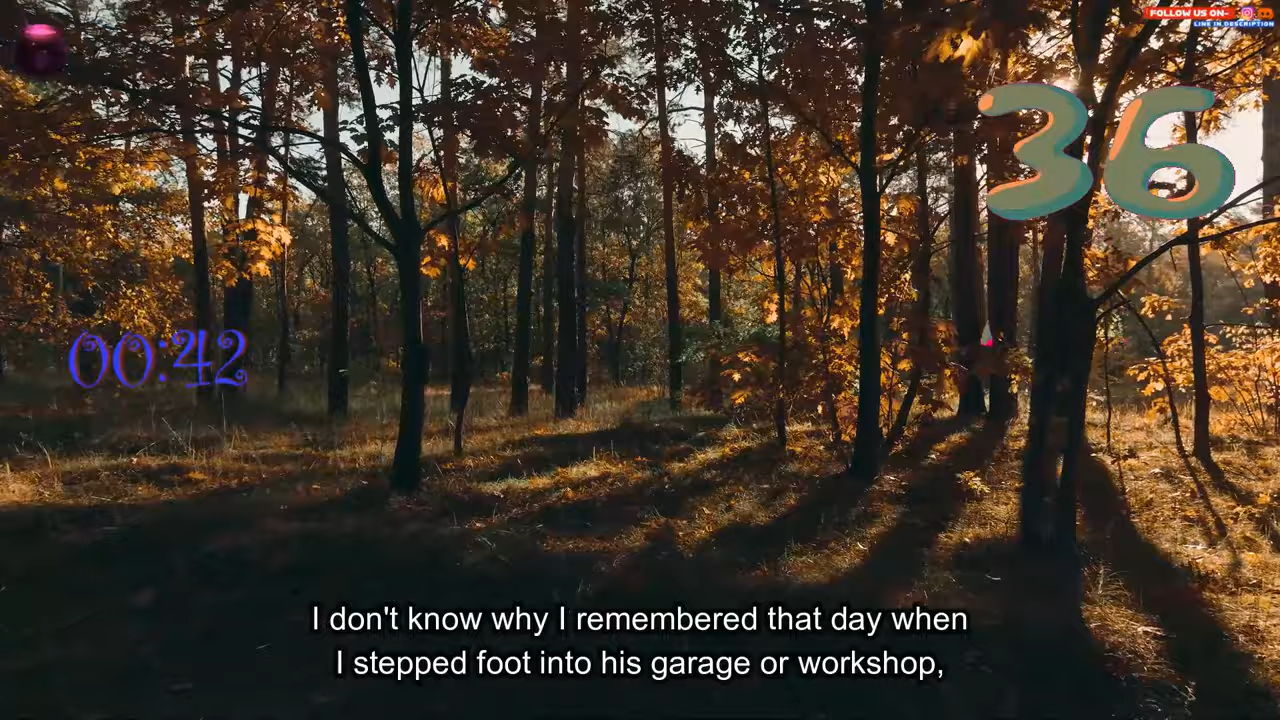 FOLLOW US ON-
LINK IN DESCRIPTION
36
00:42
I don't know why I remembered that day when
I stepped foot into his garage or workshop,